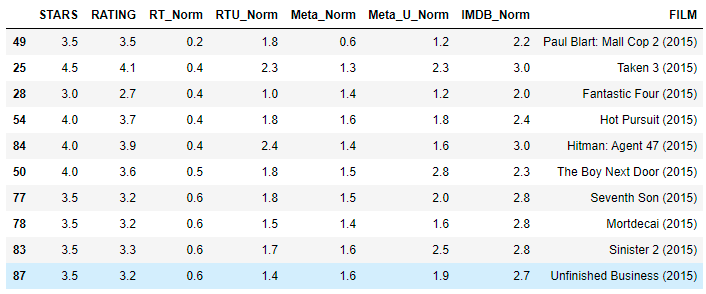 STARS RATING RT_Norm RTU_Norm Meta_Norm Meta_U_Norm IMDB_Norm FILM
49 3.5 3.5 0.2 1.8 0.6 1.2 2.2 Paul Blart: Mall Cop 2 (2015)
25 4.5 4.1 0.4 2.3 1.3 2.3 3.0 Taken 3 (2015)
28 3.0 2.7 0.4 1.0 1.4 1.2 2.0 Fantastic Four (2015)
54 4.0 3.7 0.4 1.8 1.6 1.8 2.4 Hot Pursuit (2015)
84 4.0 3.9 0.4 2.4 1.4 1.6 3.0 Hitman: Agent 47 (2015)
50 4.0 3.6 0.5 1.8 1.5 2.8 2.3 The Boy Next Door (2015)
77 3.5 3.2 0.6 1.8 1.5 2.0 2.8 Seventh Son (2015)
78 3.5 3.2 0.6 1.5 1.4 1.6 2.8 Mortdecai (2015)
83 3.5 3.3 0.6 1.7 1.6 2.5 2.8 Sinister 2 (2015)
87 3.5 3.2 0.6 1.4 1.6 1.9 2.7 Unfinished Business (2015)